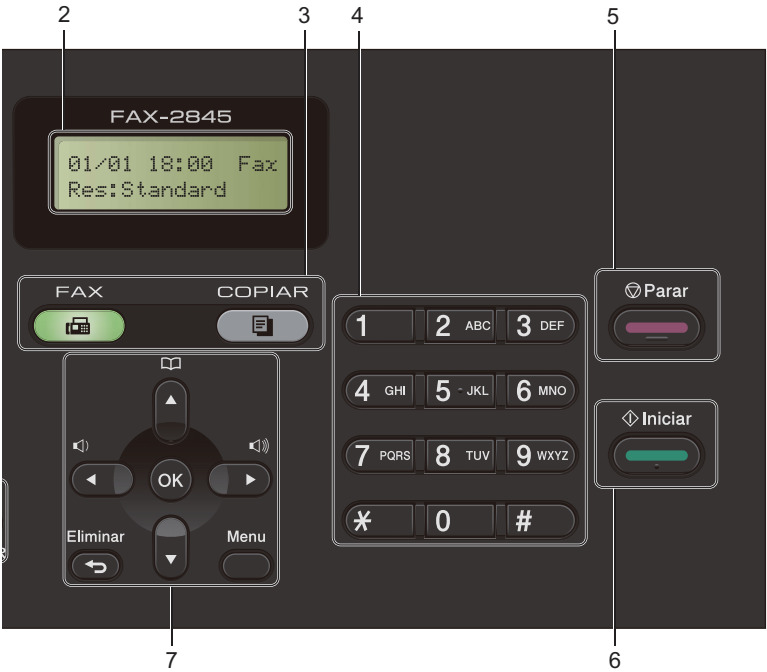 2 3 4 5
FAX-2845
01/01 18:00 Fax
Res:Standard
FAX COPIAR
Parar
1 2 ABC 3 DEF
4 GHI 5 JKL 6 MNO
Iniciar
7 PQRS 8 TUV 9 WXYZ
OK
* 0 #
Eliminar Menu
7 6